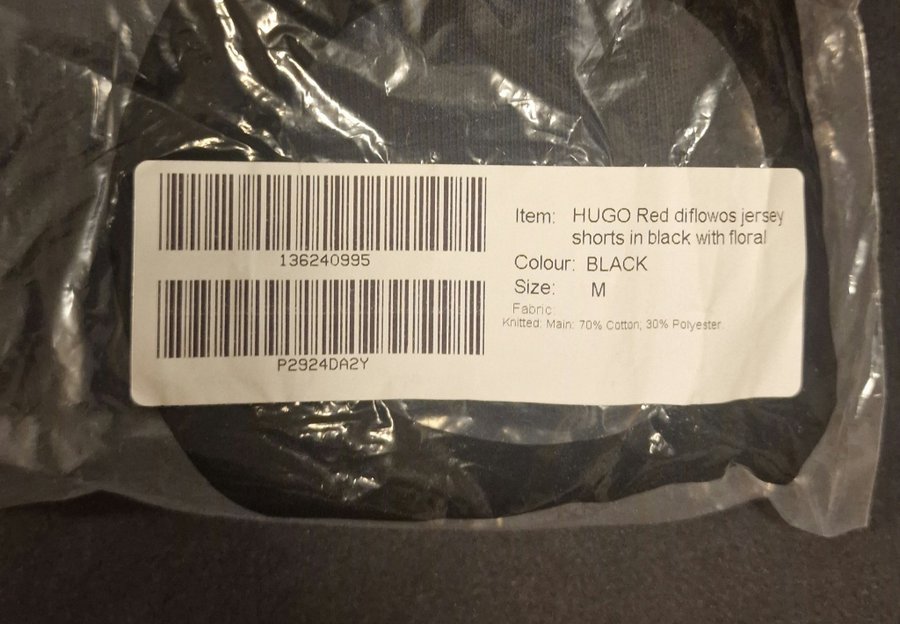 136240995
P2924DA2Y
Item: HUGO Red diflowos jersey
shorts in black with floral
Colour: BLACK
Size: M
Fabric:
Knitted: Main: 70% Cotton; 30% Polyester.